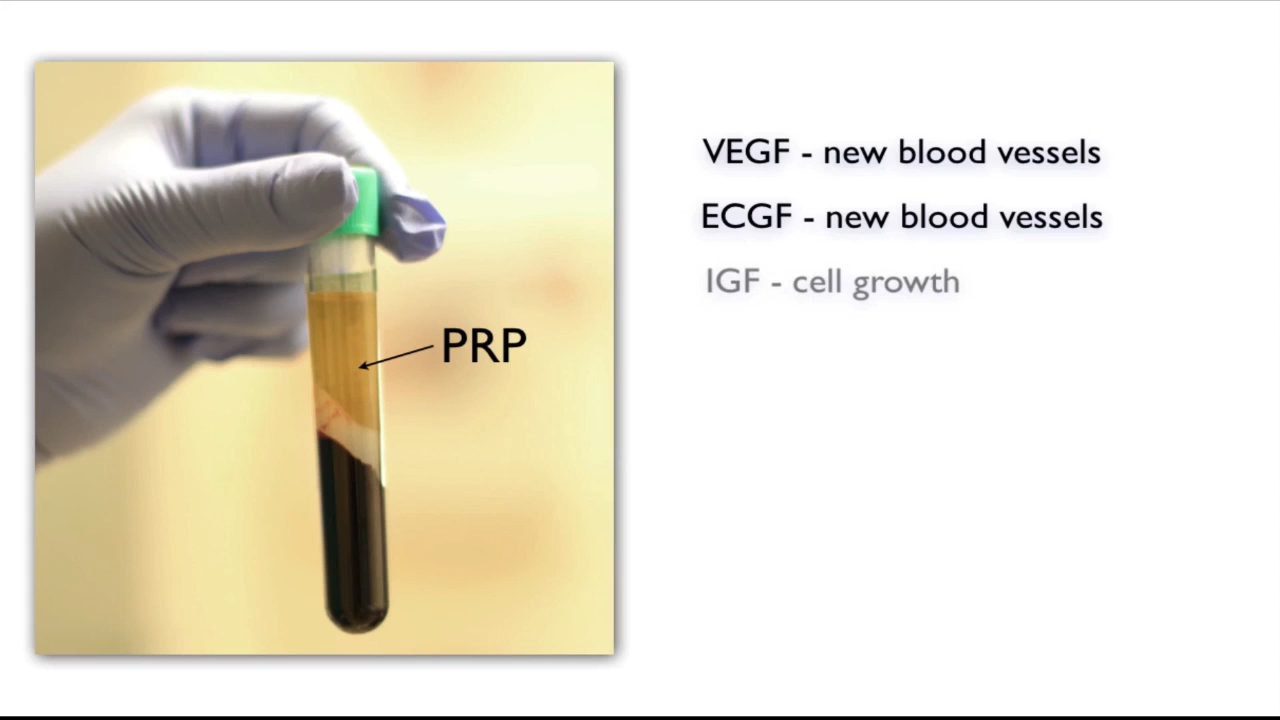 VEGF - new blood vessels
ECGF - new blood vessels
IGF - cell growth
PRP